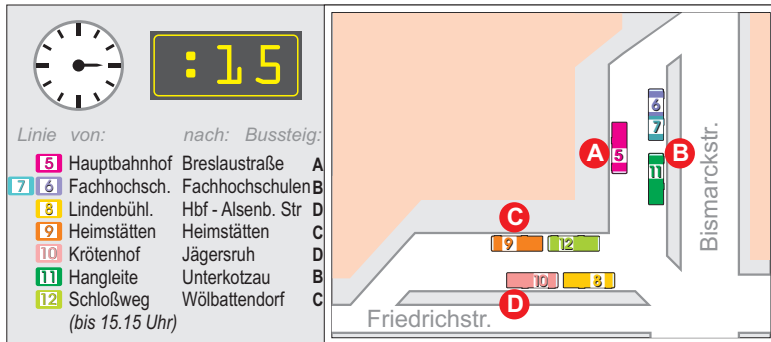 :15
Linie von: nach: Bussteig:
5 Hauptbahnhof Breslaustraße A
7 6 Fachhochsch. Fachhochschulen B
8 Lindenbühl. Hbf - Alsenb. Str D
9 Heimstätten Heimstätten C
10 Krötenhof Jägersruh D
11 Hangleite Unterkotzau B
12 Schloßweg Wölbattendorf C
(bis 15.15 Uhr)
6
7
A 5 B
11
Bismarckstr.
C
9 12
10 8
D
Friedrichstr.